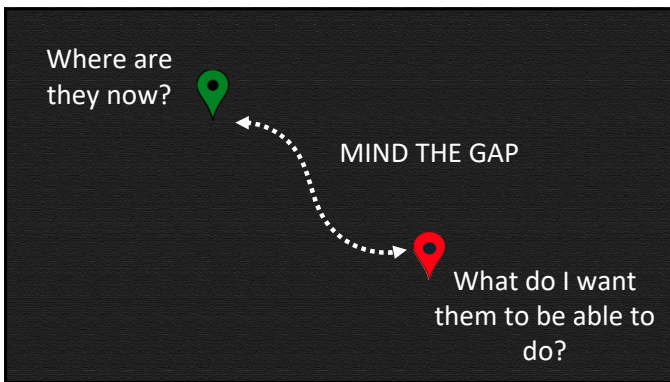 Where are
they now?
MIND THE GAP
What do I want
them to be able to
do?